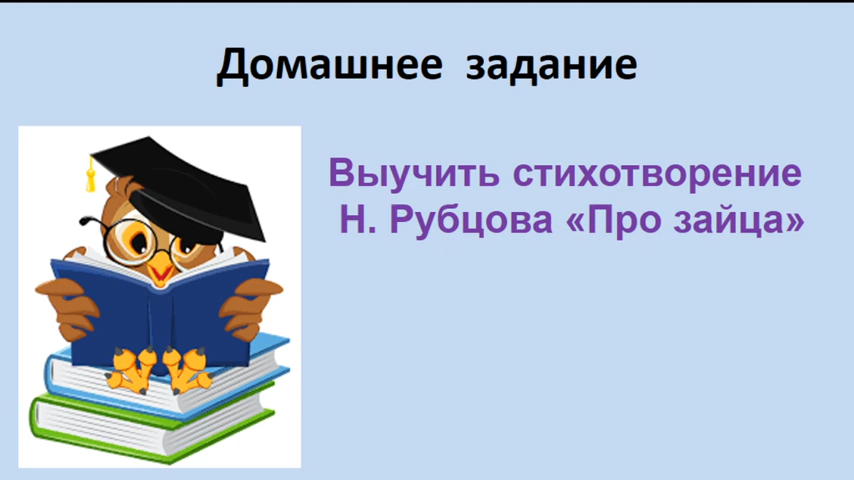 Домашнее задание
Выучить стихотворение
Н. Рубцова «Про зайца»